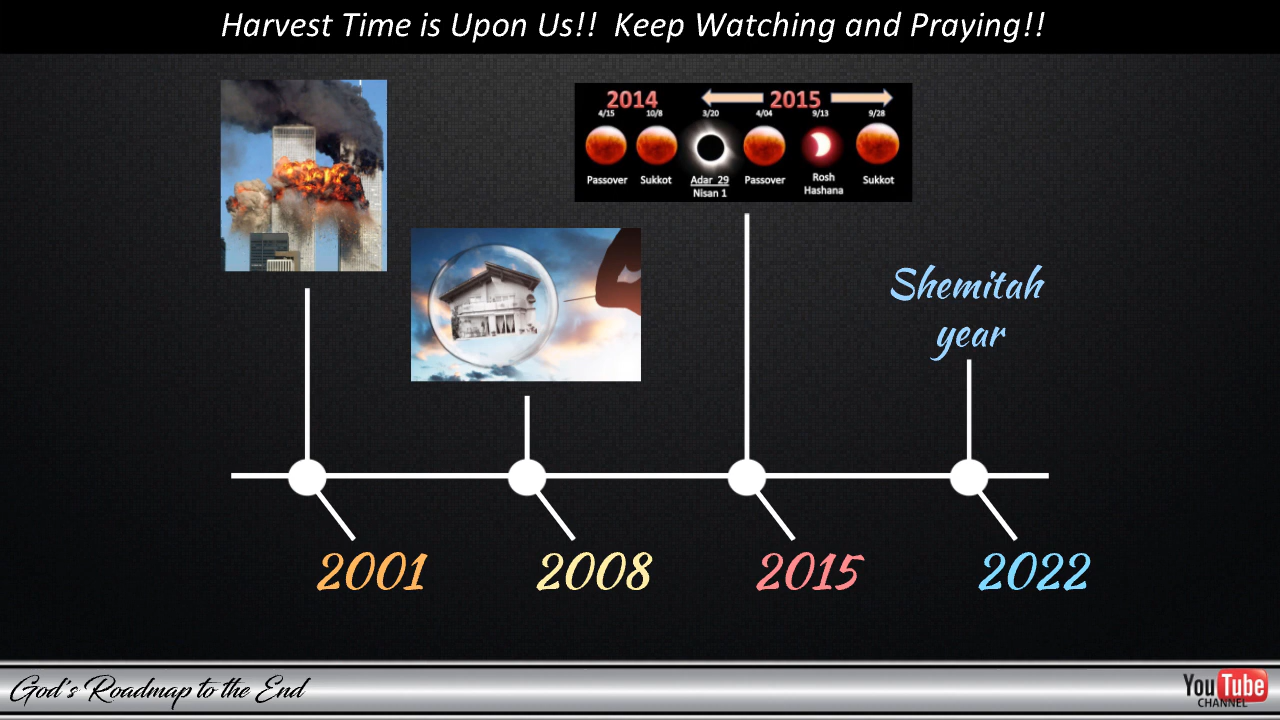 Harvest Time is Upon Us!! Keep Watching and Praying!!
2014 2015
4/15 10/8 3/20 4/04 9/13 9/28
Passover Sukkot Adar 29 Passover Rosh Sukkot
Nisan 1 Hashana
Shemitah
year
2001 2008 2015 2022
God's Roadmap to the End
YouTube
CHANNEL